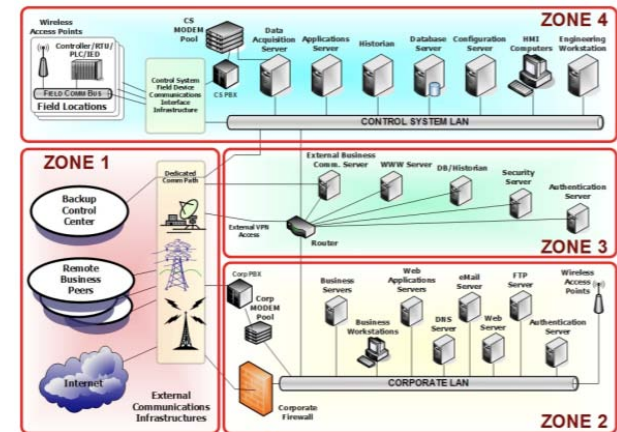 ZONE 4
Wireless
Access Points
Controller/RTU/
PLC/IED
FIELD COMM BUS
Field Locations
Control System
Field Device
Communications
Interface
Infrastructure
CS
MODEM
Pool
CS PBX
Data
Acquisition
Server
Applications
Server
Historian
Database
Server
Configuration
Server
HMI
Computers
Engineering
Workstation
CONTROL SYSTEM LAN
ZONE 1
Dedicated
Comm Path
Backup
Control
Center
Remote
Business
Peers
Internet
External
Communications
Infrastructures
External Business
Comm. Server
WWW Server
DB/Historian
Security
Server
Authentication
Server
External VPN
Access
Router
ZONE 3
Corp PBX
Corp
MODEM
Pool
Business
Servers
Business
Workstations
Web
Applications
Servers
DNS
Server
eMail
Server
Web
Server
FTP
Server
Authentication
Server
Wireless
Access
Points
CORPORATE LAN
Corporate
Firewall
ZONE 2